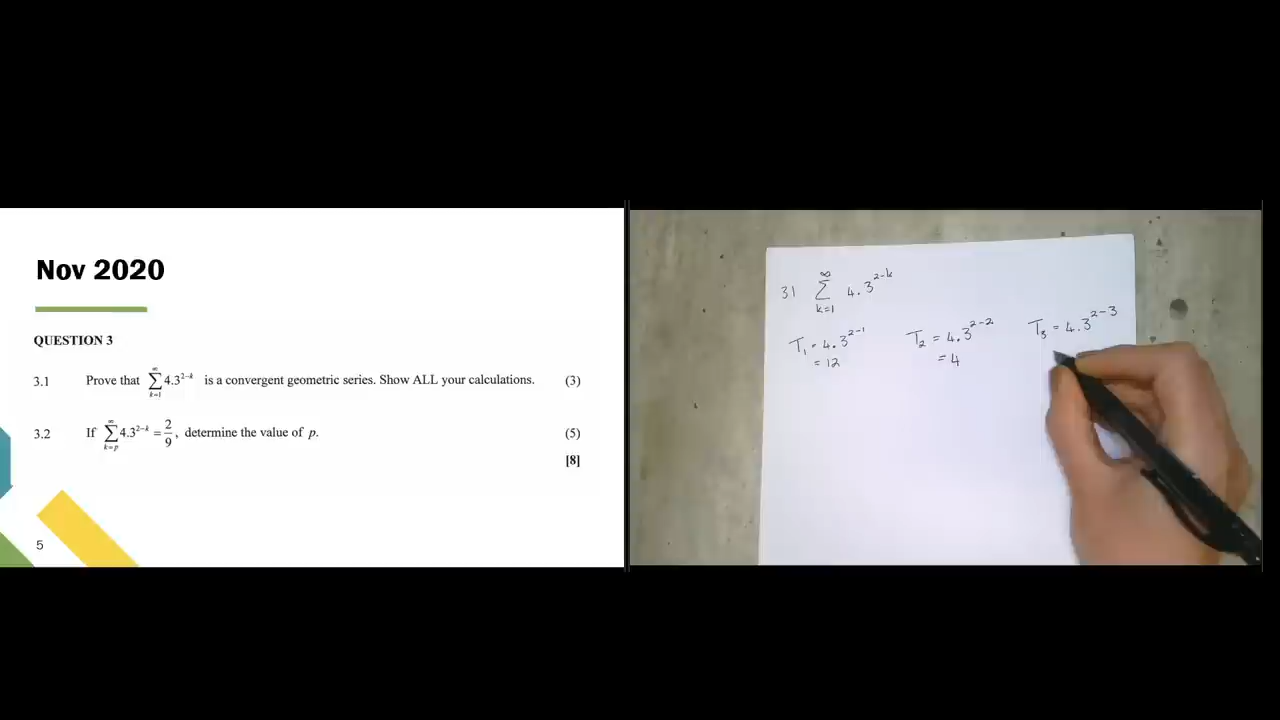 Nov 2020
QUESTION 3
3.1 Prove that ∞∑k=1 4.3^{2–k} is a convergent geometric series. Show ALL your calculations. (3)
3.2 If ∞∑k=p 4.3^{2–k} = 2/9, determine the value of p. (5)
[8]
5
31 ∞∑k=1 4.3^{2-k}
T₁ = 4.3^{2-1} T₂ = 4.3^{2-2} T₃ = 4.3^{2-3}
= 12 = 4